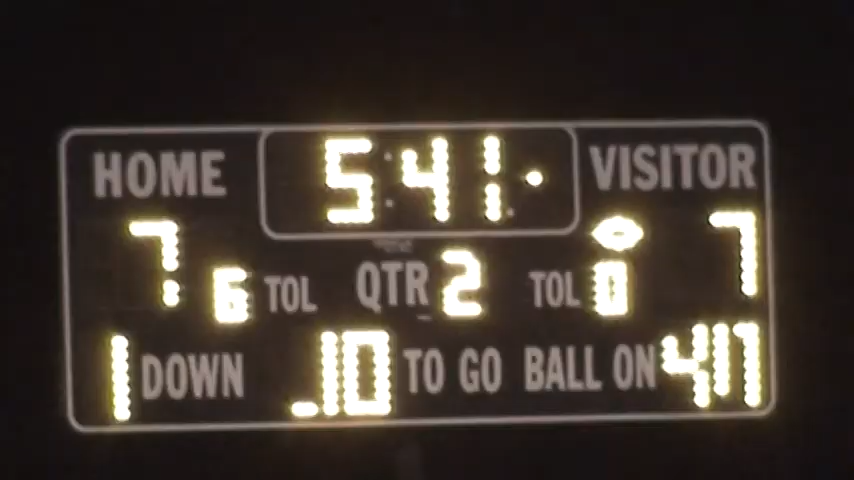 HOME 5:41 VISITOR
7 6 TOL QTR 2 TOL 0 7
1 DOWN 10 TO GO BALL ON 47